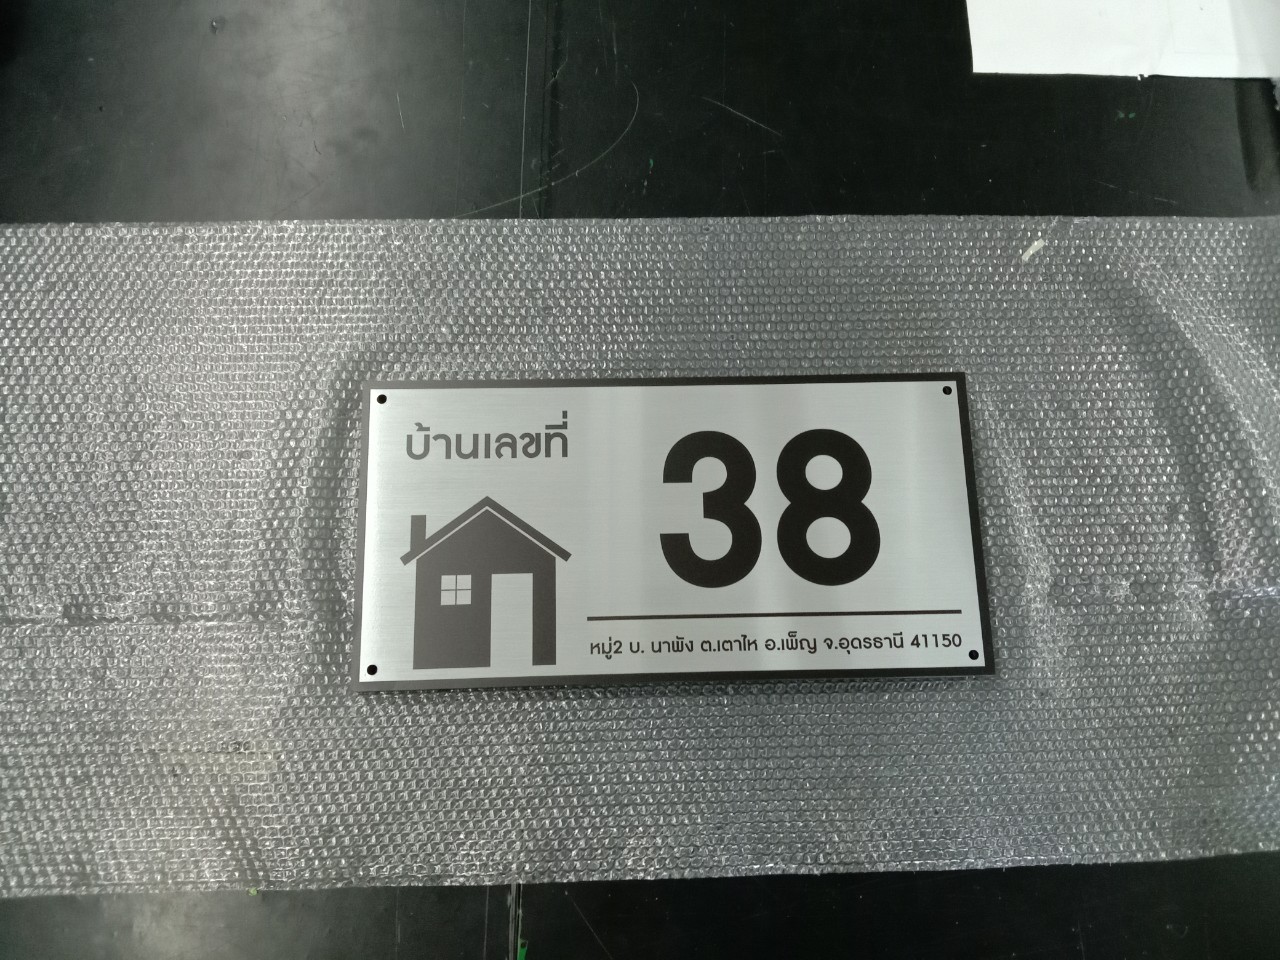 บ้านเลขที่
38
หมู่2 บ. นาพัง ต.เตาไห อ.เพ็ญ จ.อุดรธานี 41150